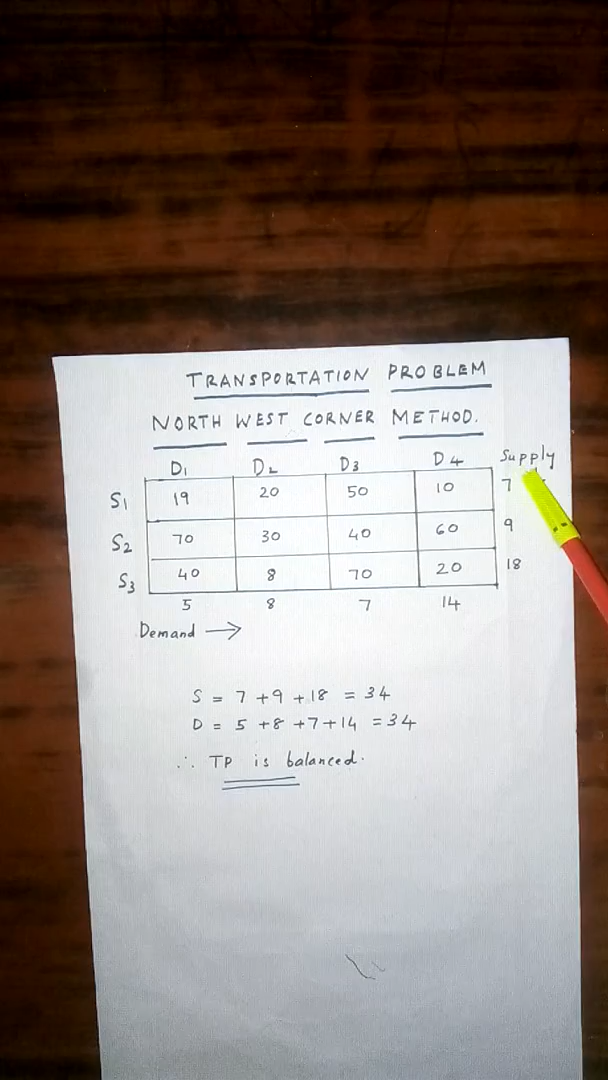 TRANSPORTATION PROBLEM
NORTH WEST CORNER METHOD.
D1 D2 D3 D4 Supply
S1 19 20 50 10 7
S2 70 30 40 60 9
S3 40 8 70 20 18
5 8 7 14
Demand →
S = 7 + 9 + 18 = 34
D = 5 + 8 + 7 + 14 = 34
∴ TP is balanced.